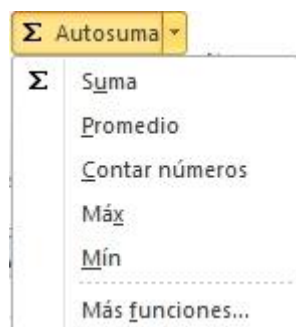 Σ Autosuma
Σ Suma
Promedio
Contar números
Máx
Mín
Más funciones...